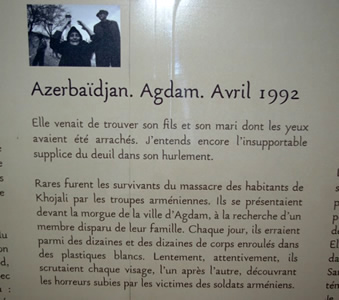 Azerbaïdjan. Agdam. Avril 1992
Elle venait de trouver son fils et son mari dont les yeux
avaient été arrachés. J'entends encore l'insupportable
supplice du deuil dans son hurlement.
Rares furent les survivants du massacre des habitants de
Khojali par les troupes arméniennes. Ils se présentaient
devant la morgue de la ville d'Agdam, à la recherche d'un
membre disparu de leur famille. Chaque jour, ils erraient
parmi des dizaines et des dizaines de corps enroulés dans
des plastiques blancs. Lentement, attentivement, ils
scrutaient chaque visage, l'un après l'autre, découvrant
les horreurs subies par les victimes des soldats arméniens.